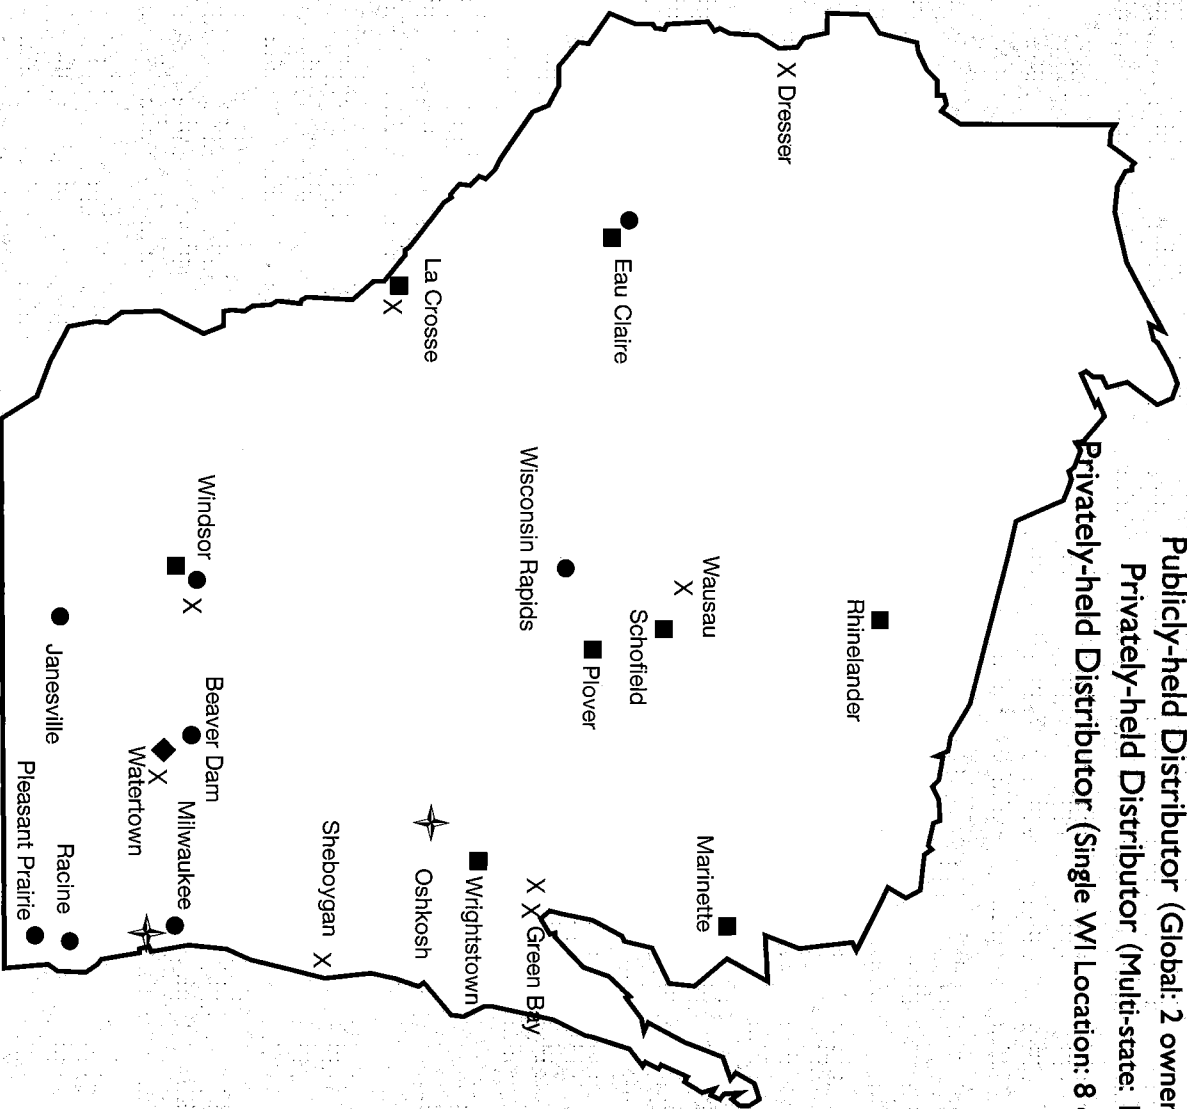 Publicly-held Distributor (Global: 2 owner
Privately-held Distributor (Multi-state:
Privately-held Distributor (Single WI Location: 8
X Dresser
Eau Claire
La Crosse
X
Rhinelander
Wausau
X
Schofield
Plover
Wisconsin Rapids
Marinette
X X Green Bay
Wrightstown
Oshkosh
Sheboygan
X
Windsor
X
Beaver Dam
X
Watertown
Milwaukee
Janesville
Racine
Pleasant Prairie